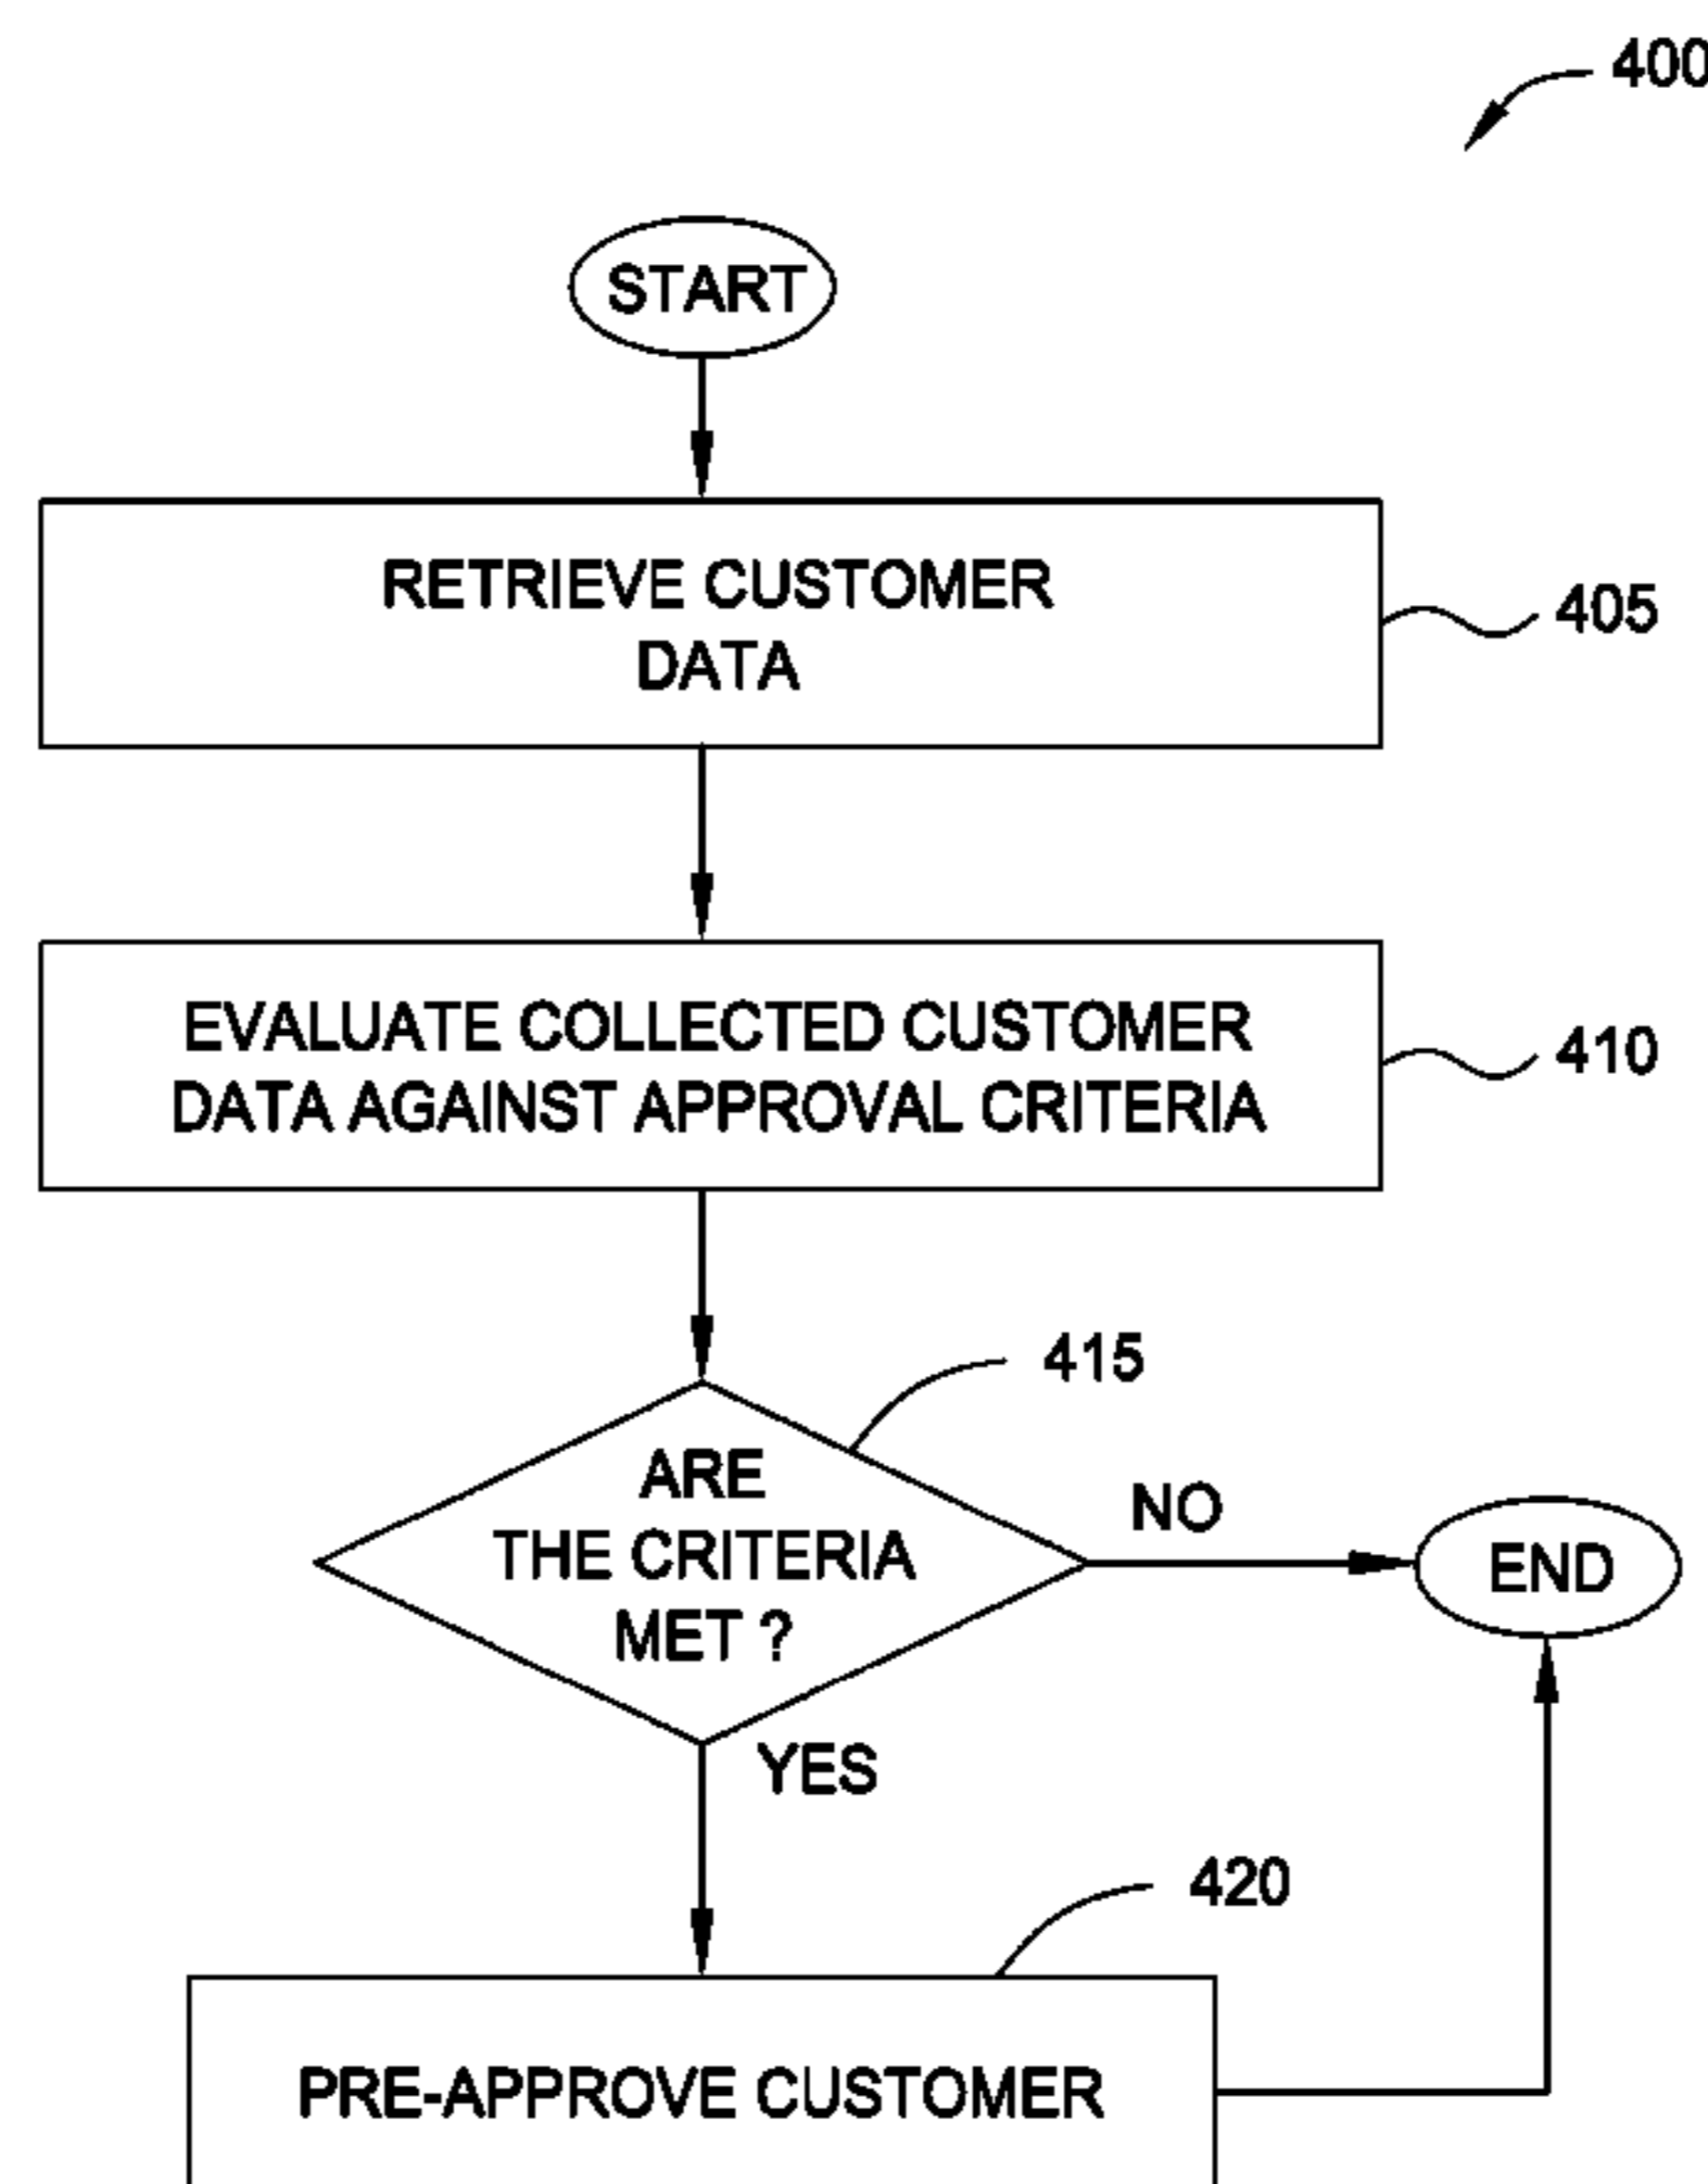 400
START
RETRIEVE CUSTOMER
DATA
405
EVALUATE COLLECTED CUSTOMER
DATA AGAINST APPROVAL CRITERIA
410
415
ARE
THE CRITERIA
MET ?
NO
END
YES
420
PRE-APPROVE CUSTOMER